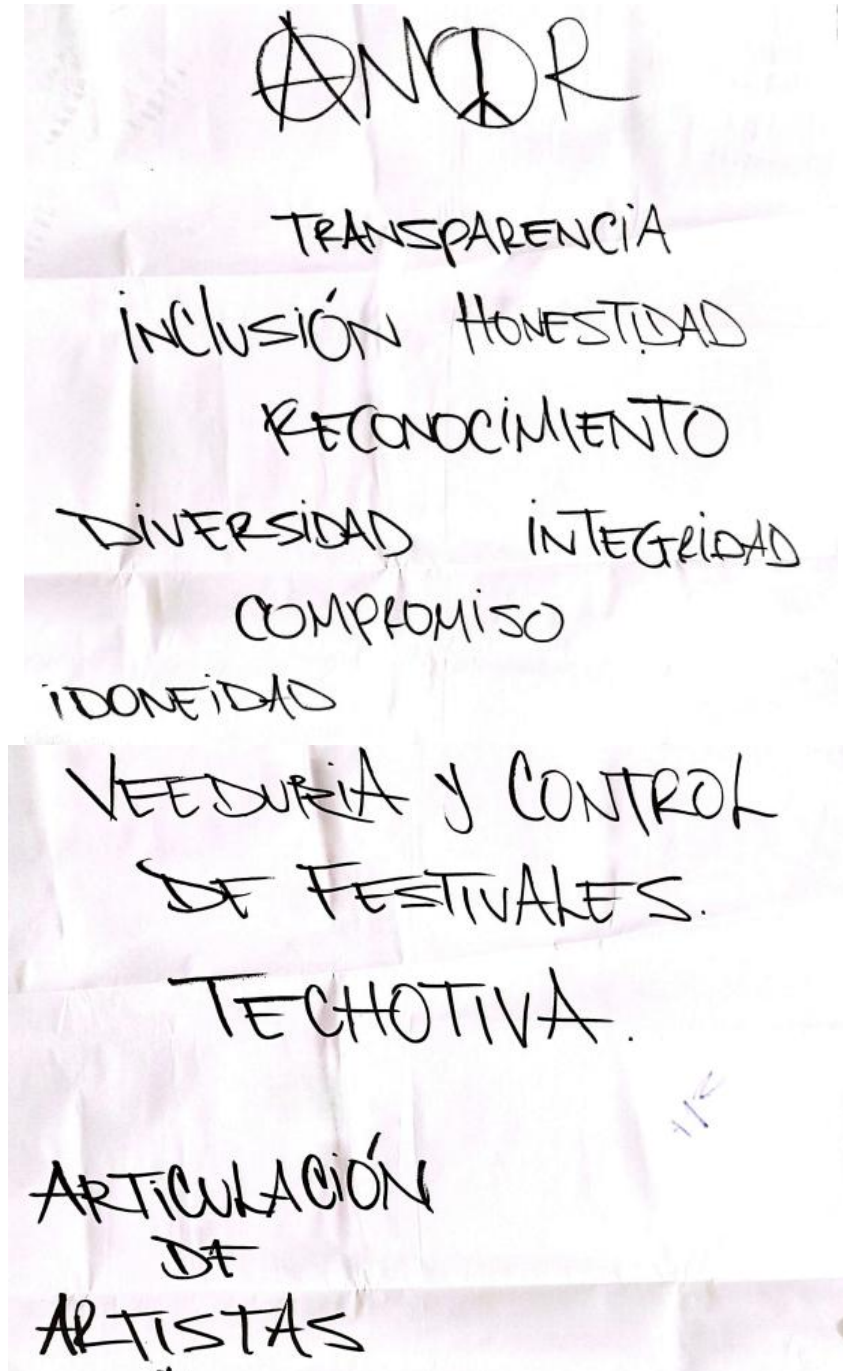 AMOR
TRANSPARENCIA
INCLUSIÓN HONESTIDAD
RECONOCIMIENTO
DIVERSIDAD INTEGRIDAD
COMPROMISO
IDONEIDAD
VEEDURIA Y CONTROL
DE FESTIVALES.
TECHOTIVA.
ARTICULACIÓN
DE
ARTISTAS